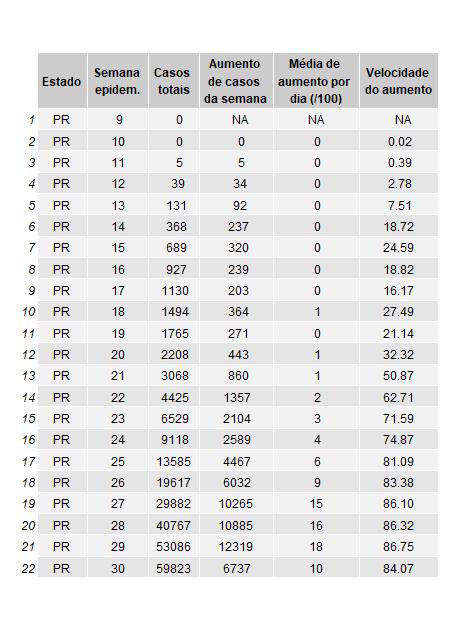 Estado Semana epidem. Casos totais Aumento de casos da semana Média de aumento por dia (/100) Velocidade do aumento
1 PR 9 0 NA NA NA
2 PR 10 0 0 0 0.02
3 PR 11 5 5 0 0.39
4 PR 12 39 34 0 2.78
5 PR 13 131 92 0 7.51
6 PR 14 368 237 0 18.72
7 PR 15 689 320 0 24.59
8 PR 16 927 239 0 18.82
9 PR 17 1130 203 0 16.17
10 PR 18 1494 364 1 27.49
11 PR 19 1765 271 0 21.14
12 PR 20 2208 443 1 32.32
13 PR 21 3068 860 1 50.87
14 PR 22 4425 1357 2 62.71
15 PR 23 6529 2104 3 71.59
16 PR 24 9118 2589 4 74.87
17 PR 25 13585 4467 6 81.09
18 PR 26 19617 6032 9 83.38
19 PR 27 29882 10265 15 86.10
20 PR 28 40767 10885 16 86.32
21 PR 29 53086 12319 18 86.75
22 PR 30 59823 6737 10 84.07